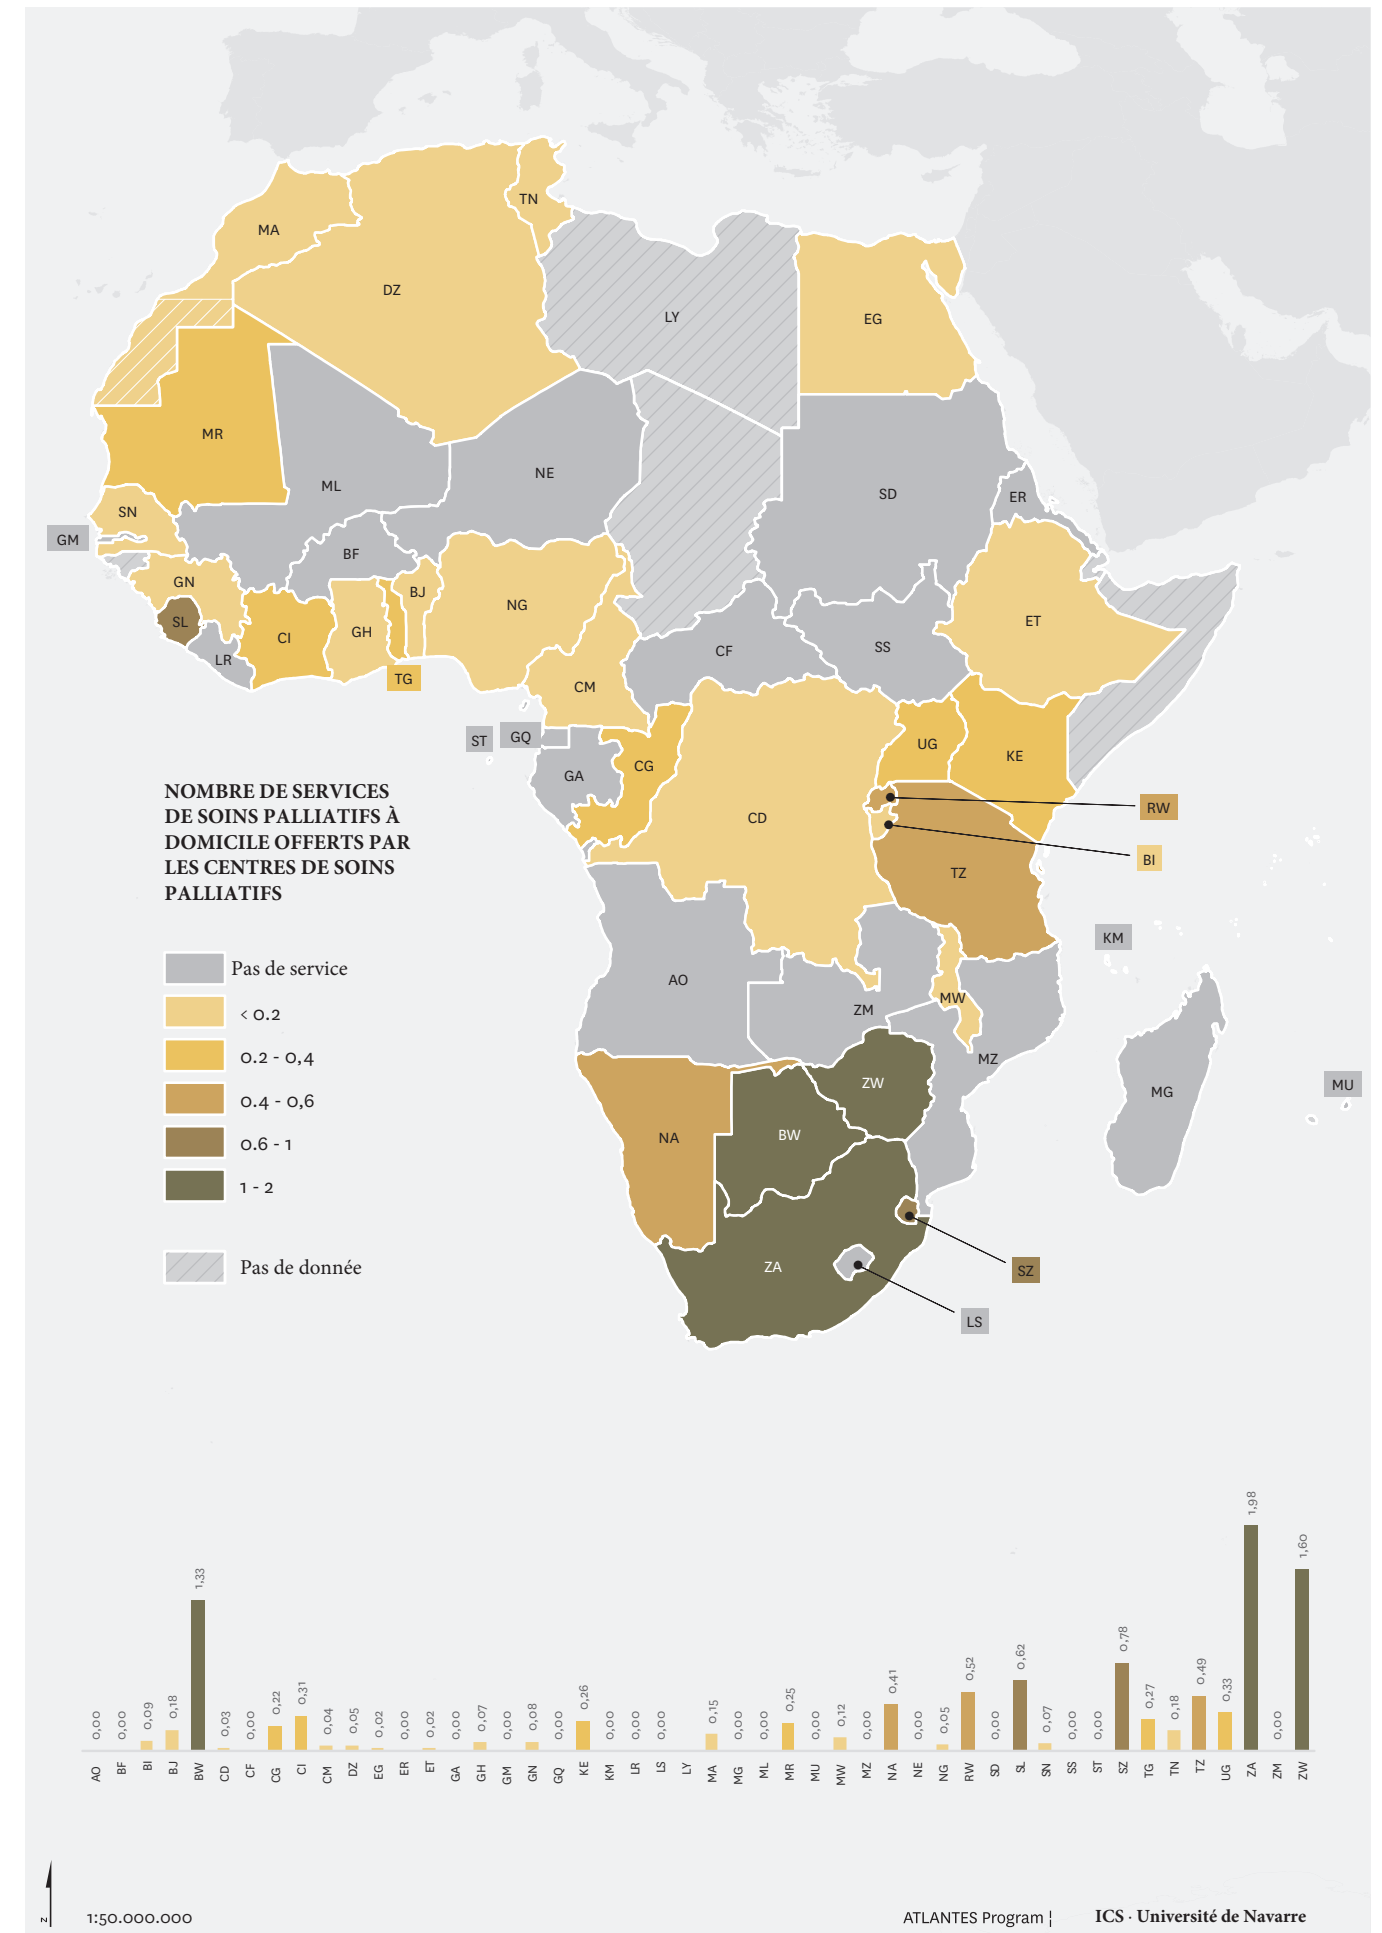 TN
MA
DZ
LY
EG
MR
NE
ML
SD
ER
SN
GM
BF
GN
BJ
NG
SL
CI
GH
ET
LR
SS
CF
TG
CM
ST
GQ
UG
CG
KE
GA
RW
CD
BI
TZ
KM
AO
MW
ZM
MZ
ZW
MU
MG
BW
NA
ZA
SZ
LS
NOMBRE DE SERVICES
DE SOINS PALLIATIFS À
DOMICILE OFFERTS PAR
LES CENTRES DE SOINS
PALLIATIFS
Pas de service
< 0.2
0.2 - 0,4
0.4 - 0,6
0.6 - 1
1 - 2
Pas de donnée
0,00 0,00 0,09 0,18 1,33 0,03 0,00 0,22 0,31 0,04 0,05 0,02 0,00 0,02 0,00 0,07 0,00 0,08 0,00 0,26 0,00 0,00 0,00 0,15 0,00 0,00 0,25 0,00 0,12 0,00 0,41 0,00 0,05 0,52 0,00 0,62 0,07 0,00 0,00 0,78 0,27 0,18 0,49 0,33 1,98 0,00 1,60
AO BF BI BJ BW CD CF CG CI CM DZ EG ER ET GA GH GM GN GQ KE KM LR LS LY MA MG ML MR MU MW MZ NA NE NG RW SD SL SN SS ST SZ TG TN TZ UG ZA ZM ZW
N
1:50.000.000
ATLANTES Program ¦ ICS · Université de Navarre